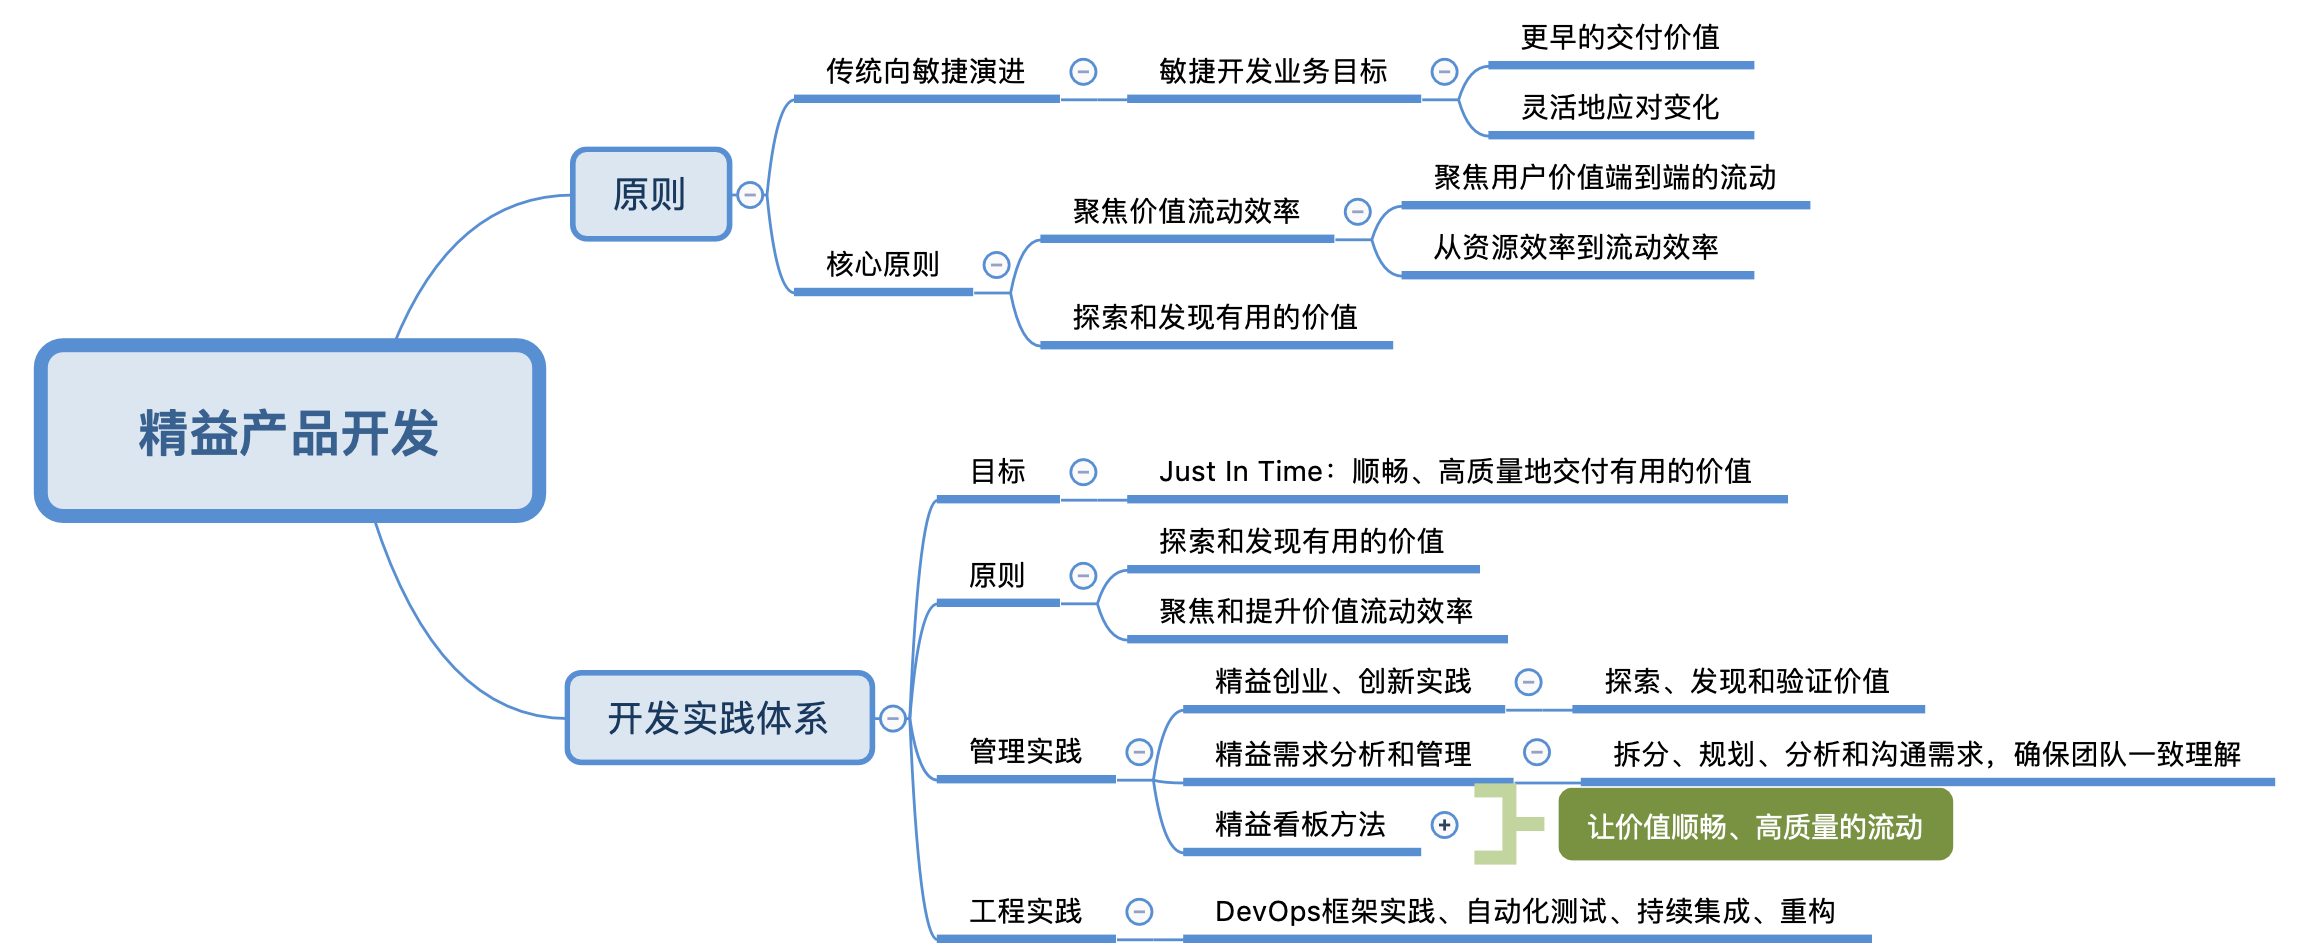 精益产品开发
原则
传统向敏捷演进
敏捷开发业务目标
更早的交付价值
灵活地应对变化
核心原则
聚焦价值流动效率
聚焦用户价值端到端的流动
从资源效率到流动效率
探索和发现有用的价值
开发实践体系
目标
Just In Time：顺畅、高质量地交付有用的价值
原则
探索和发现有用的价值
聚焦和提升价值流动效率
管理实践
精益创业、创新实践
探索、发现和验证价值
精益需求分析和管理
拆分、规划、分析和沟通需求，确保团队一致理解
精益看板方法
让价值顺畅、高质量的流动
工程实践
DevOps框架实践、自动化测试、持续集成、重构